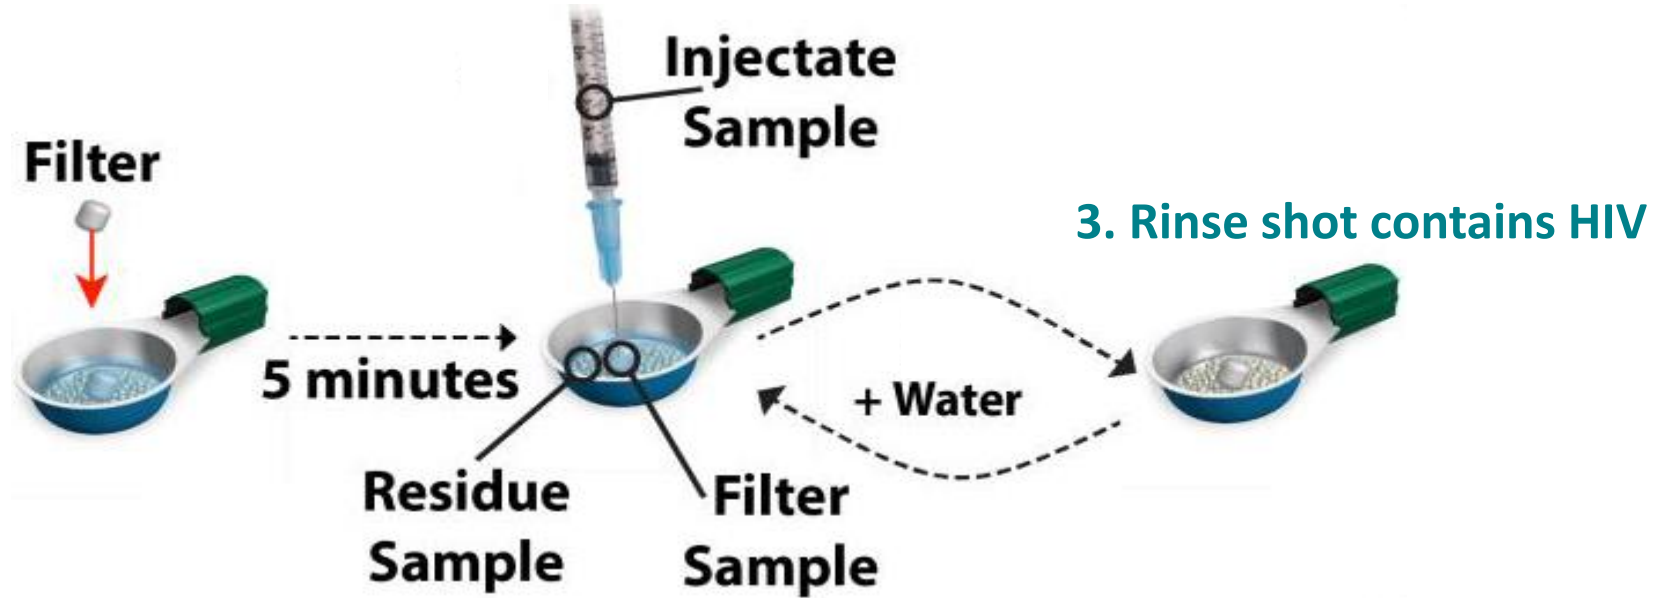 Filter
5 minutes
Injectate
Sample
Residue
Sample
Filter
Sample
+ Water
3. Rinse shot contains HIV